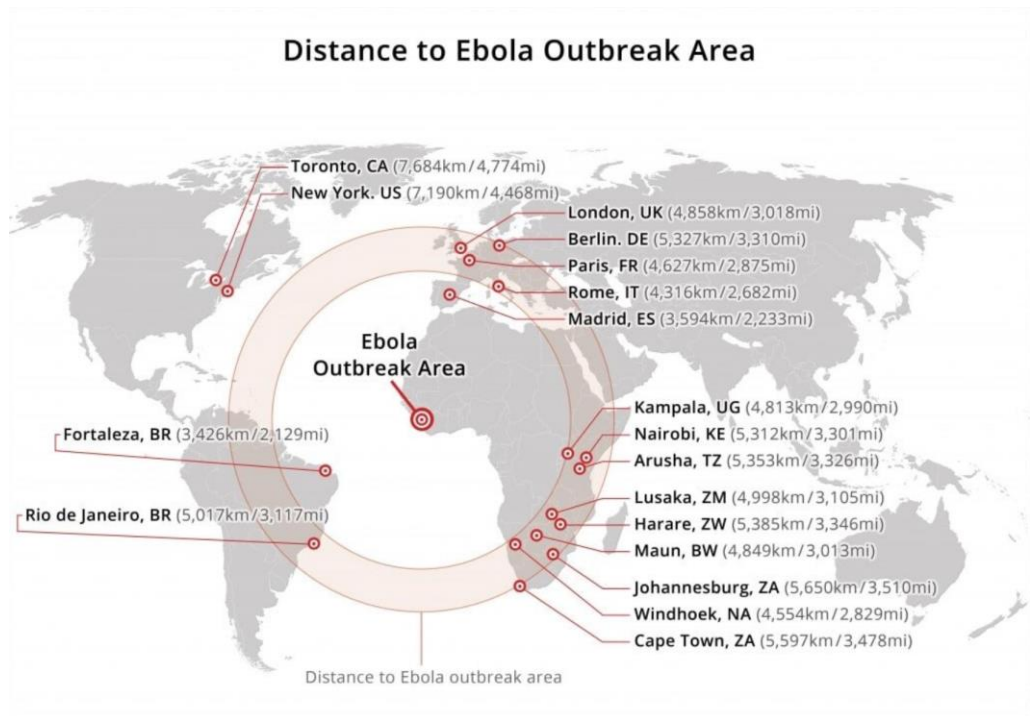 Distance to Ebola Outbreak Area
Toronto, CA (7,684km/4,774mi)
New York. US (7,190km/4,468mi)
London, UK (4,858km/3,018mi)
Berlin. DE (5,327km/3,310mi)
Paris, FR (4,627km/2,875mi)
Rome, IT (4,316km/2,682mi)
Madrid, ES (3,594km/2,233mi)
Ebola
Outbreak Area
Kampala, UG (4,813km/2,990mi)
Nairobi, KE (5,312km/3,301mi)
Arusha, TZ (5,353km/3,326mi)
Fortaleza, BR (3,426km/2,129mi)
Rio de Janeiro, BR (5,017km/3,117mi)
Lusaka, ZM (4,998km/3,105mi)
Harare, ZW (5,385km/3,346mi)
Maun, BW (4,849km/3,013mi)
Johannesburg, ZA (5,650km/3,510mi)
Windhoek, NA (4,554km/2,829mi)
Cape Town, ZA (5,597km/3,478mi)
Distance to Ebola outbreak area